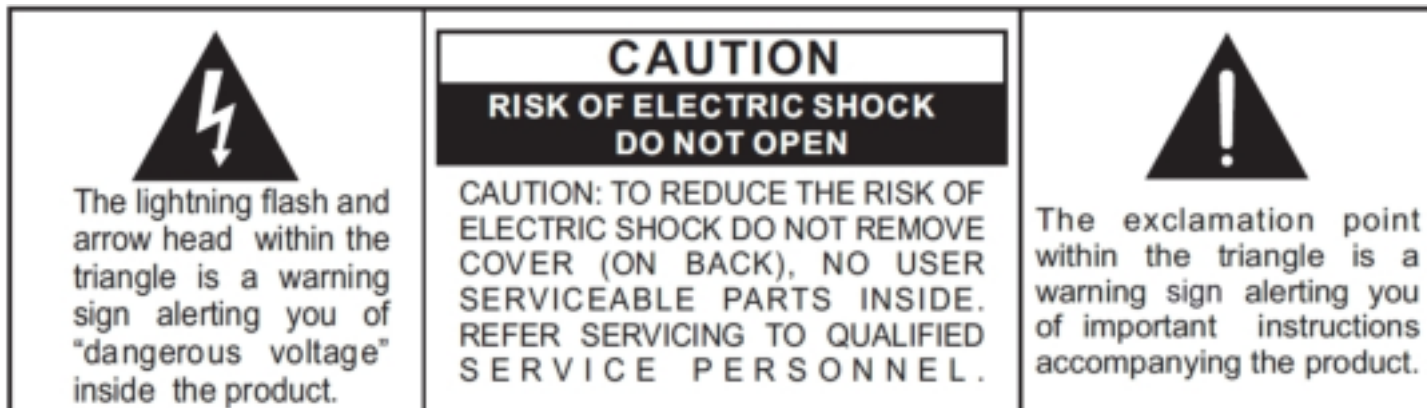 The lightning flash and
arrow head within the
triangle is a warning
sign alerting you of
“dangerous voltage”
inside the product.
CAUTION
RISK OF ELECTRIC SHOCK
DO NOT OPEN
CAUTION: TO REDUCE THE RISK OF
ELECTRIC SHOCK DO NOT REMOVE
COVER (ON BACK), NO USER
SERVICEABLE PARTS INSIDE.
REFER SERVICING TO QUALIFIED
SERVICE PERSONNEL.
The exclamation point
within the triangle is a
warning sign alerting you
of important instructions
accompanying the product.